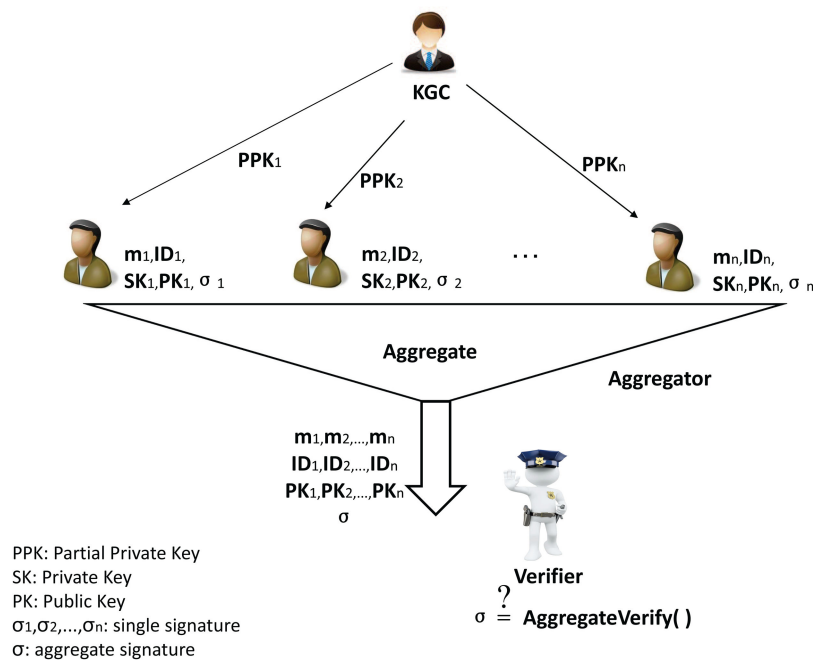 KGC
PPK1
PPK2
PPKn
m1,ID1,
SK1,PK1, σ 1
m2,ID2,
SK2,PK2, σ 2
...
mn,IDn,
SKn,PKn, σ n
Aggregate
Aggregator
m1,m2,...,mn
ID1,ID2,...,IDn
PK1,PK2,...,PKn
σ
Verifier
?
σ = AggregateVerify( )
PPK: Partial Private Key
SK: Private Key
PK: Public Key
σ1,σ2,...,σn: single signature
σ: aggregate signature